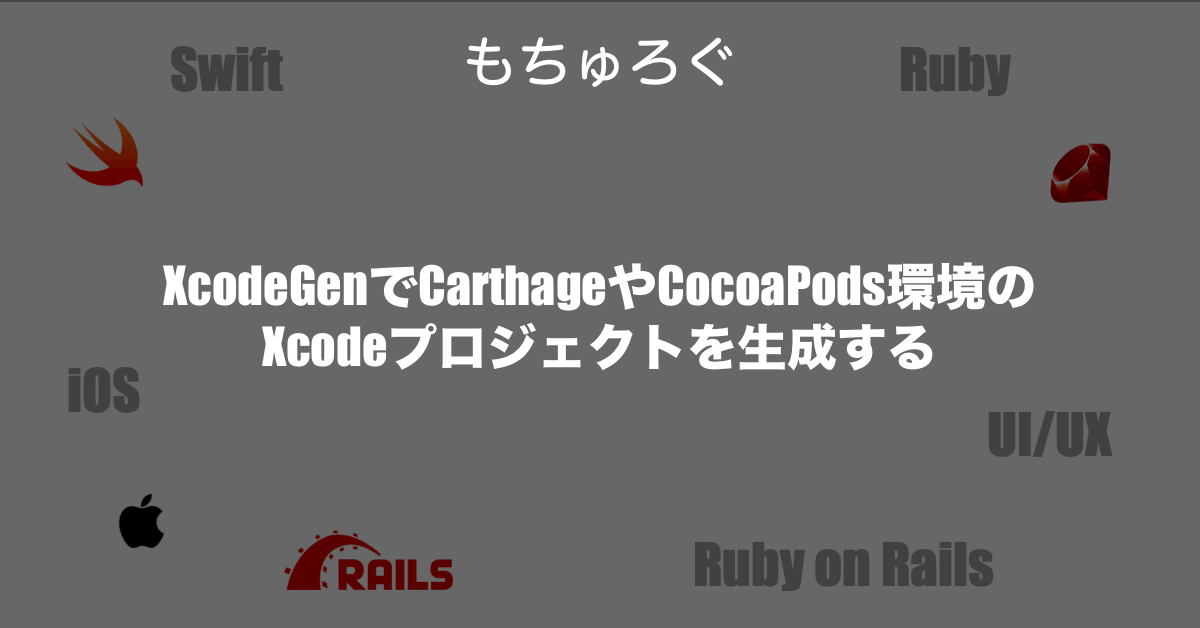 もちゅろぐ
Swift
Ruby
XcodeGenでCarthageやCocoaPods環境の
Xcodeプロジェクトを生成する
iOS
UI/UX
RAILS
Ruby on Rails